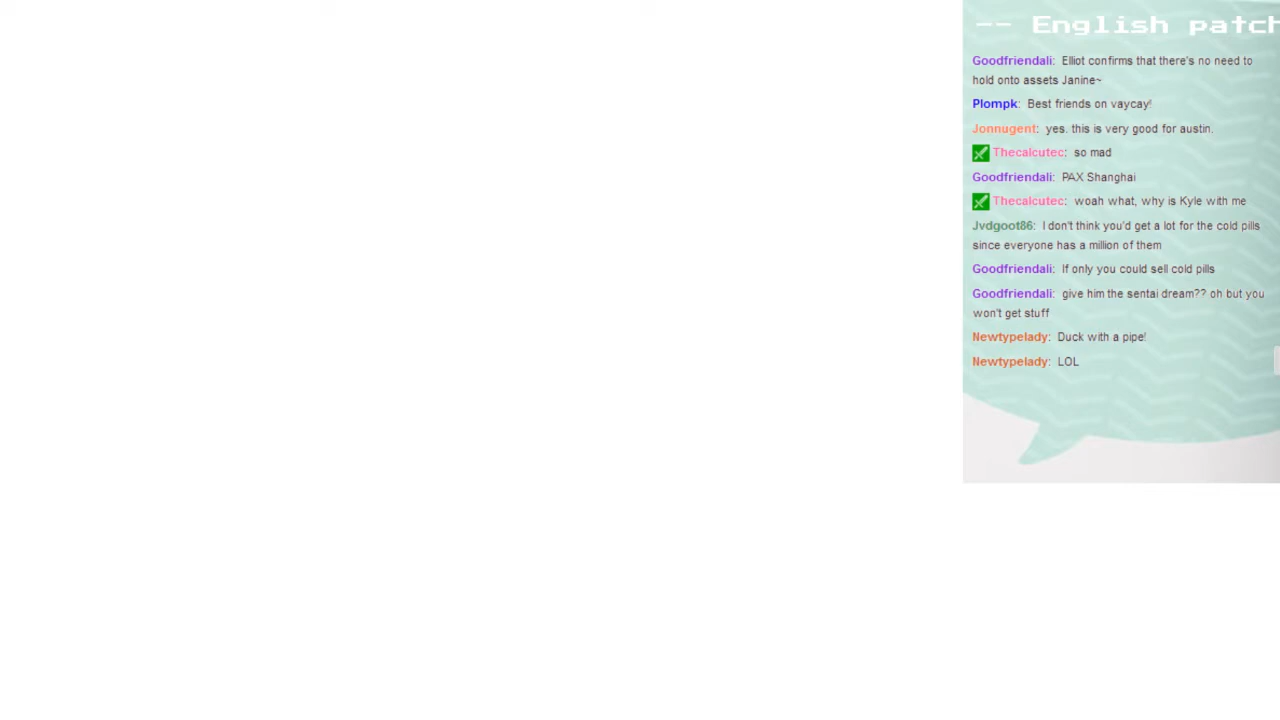 -- English patch
Goodfriendali: Elliot confirms that there's no need to
hold onto assets Janine~
Plompk: Best friends on vaycay!
Jonnugent: yes. this is very good for austin.
Thecalcutec: so mad
Goodfriendali: PAX Shanghai
Thecalcutec: woah what, why is Kyle with me
Jvdgoot86: I don't think you'd get a lot for the cold pills
since everyone has a million of them
Goodfriendali: If only you could sell cold pills
Goodfriendali: give him the sentai dream?? oh but you
won't get stuff
Newtypelady: Duck with a pipe!
Newtypelady: LOL